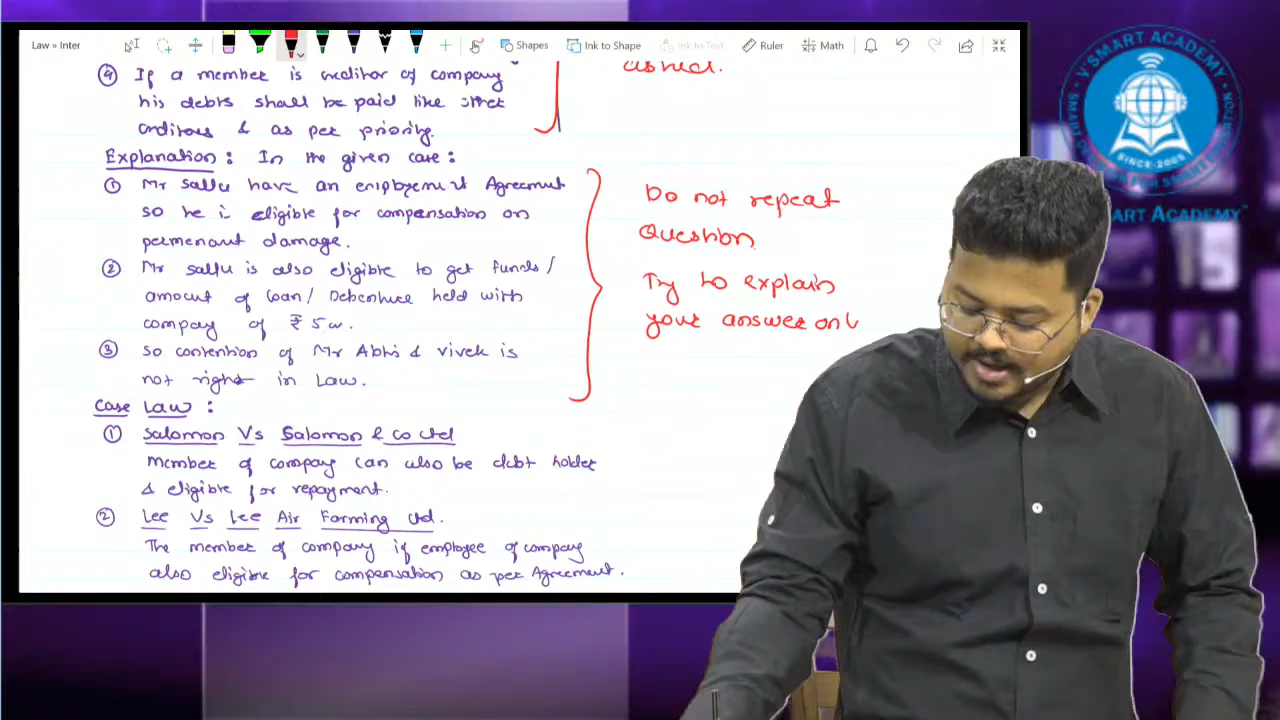 Law » Inter
Shapes
Ink to Shape
Ink to Text
Ruler
Math
④ If a member is creditor of company
his debts shall be paid like other
creditors & as per priority.
asked.
Explanation : In the given case :
① Mr Sallu have an employement Agreement
so he is eligible for compensation on
permenant damage.
② Mr Sallu is also eligible to get funds/
amount of loan/ Debenture held with
company of ₹ 5
③ so contention of Mr Abhi & vivek is
not right in Law.
Do not repeat
Question.
Try to explain
your answer onl
Case Law :
① Salomon Vs Salomon & co Ltd
Member of company can also be debt holder
& eligible for repayment.
② Lee Vs Lee Air Farming Ltd.
The member of company if employee of company
also eligible for compensation as per Agreement.
V'SMART ACADEMY
SINCE-2008
SMART ACADEMY